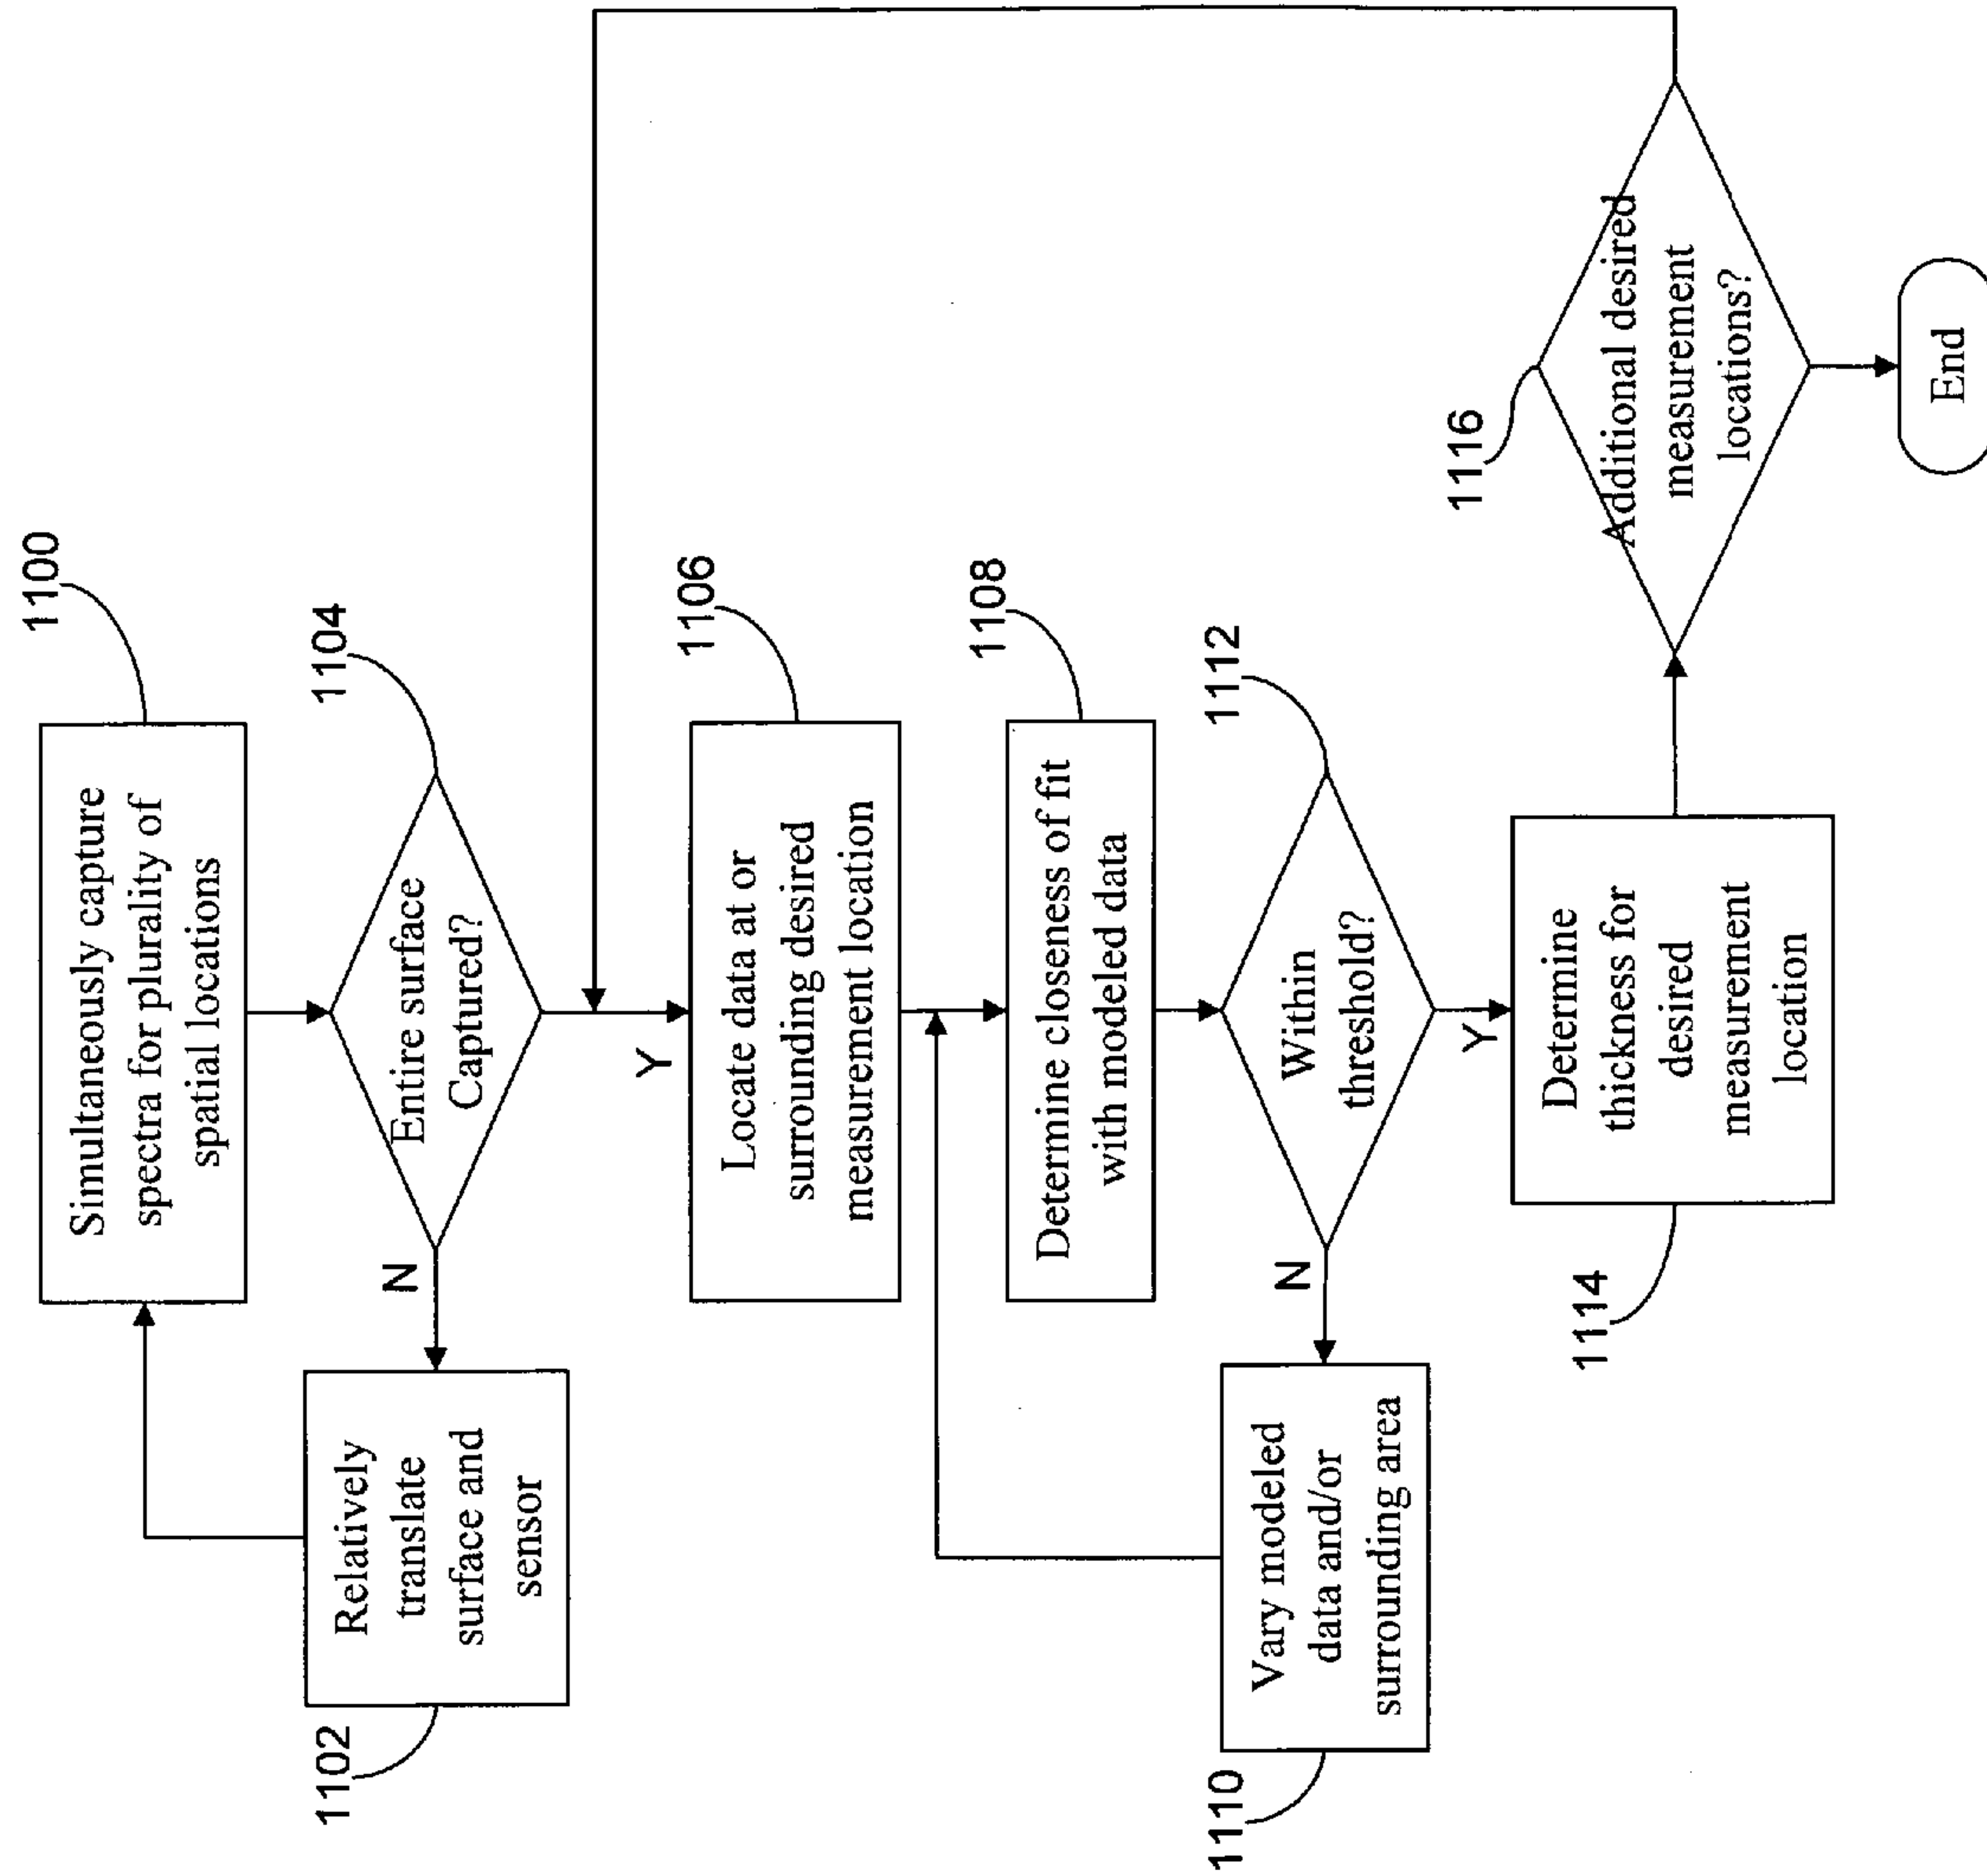 1100
Simultaneously capture
spectra for plurality of
spatial locations
1102
Relatively
translate
surface and
sensor
N
1104
Entire surface
Captured?
Y
1106
Locate data at or
surrounding desired
measurement location
1108
Determine closeness of fit
with modeled data
1110
Vary modeled
data and/or
surrounding area
N
1112
Within
threshold?
Y
1114
Determine
thickness for
desired
measurement
location
1116
Additional desired
measurement
locations?
End